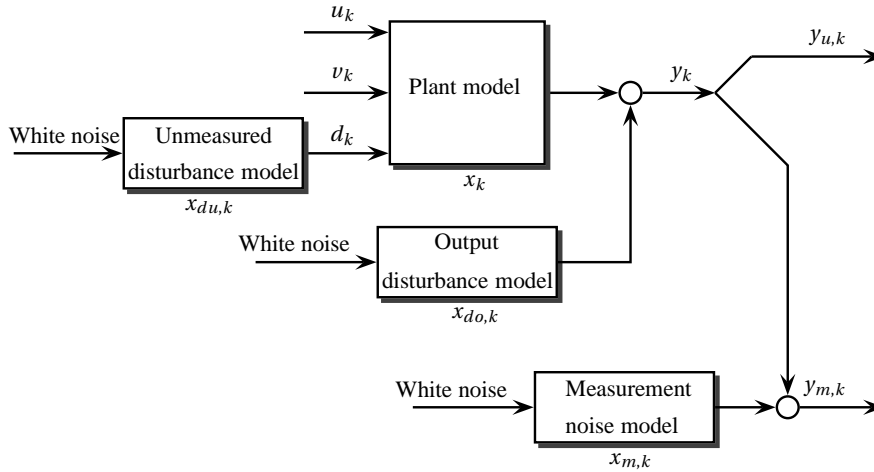 u_k
y_{u,k}
v_k
Plant model
y_k
White noise
Unmeasured
disturbance model
d_k
x_k
x_{du,k}
White noise
Output
disturbance model
x_{do,k}
White noise
Measurement
noise model
y_{m,k}
x_{m,k}